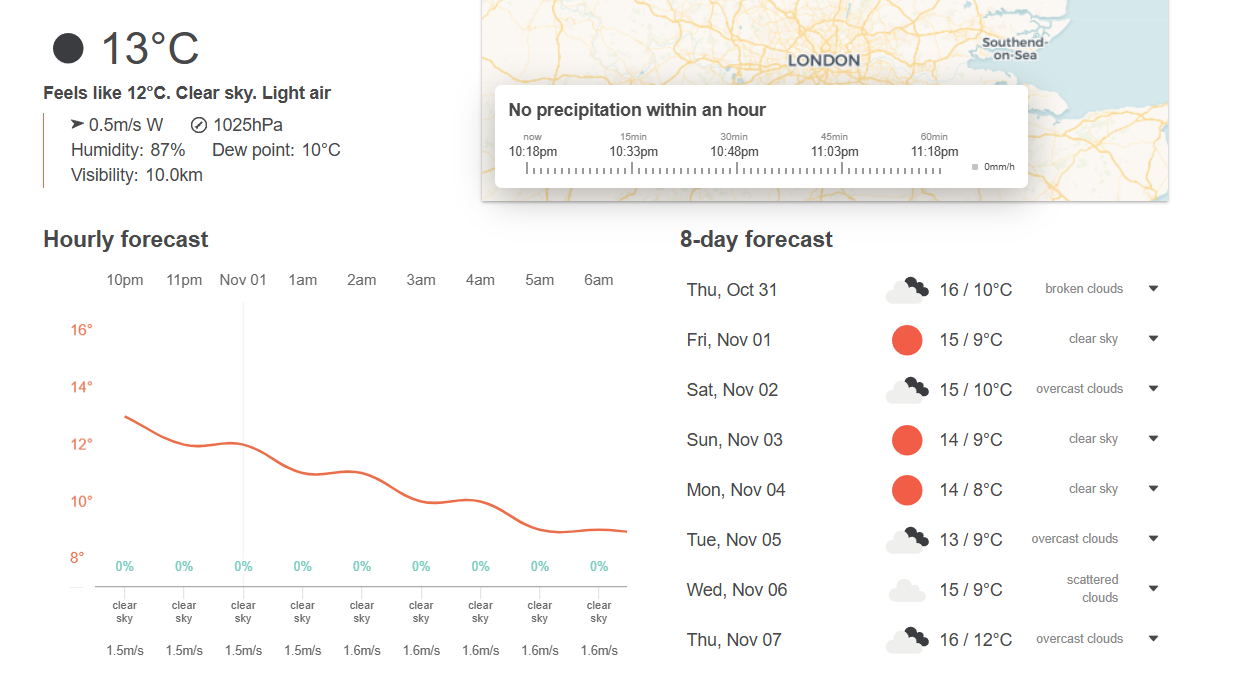 13°C
Feels like 12°C. Clear sky. Light air
0.5m/s W 1025hPa
Humidity: 87% Dew point: 10°C
Visibility: 10.0km
LONDON
Southend-
on-Sea
No precipitation within an hour
now 15min 30min 45min 60min
10:18pm 10:33pm 10:48pm 11:03pm 11:18pm
0mm/h
Hourly forecast
10pm 11pm Nov 01 1am 2am 3am 4am 5am 6am
16°
14°
12°
10°
8°
0% 0% 0% 0% 0% 0% 0% 0% 0%
clear clear clear clear clear clear clear clear clear
sky sky sky sky sky sky sky sky sky
1.5m/s 1.5m/s 1.5m/s 1.5m/s 1.6m/s 1.6m/s 1.6m/s 1.6m/s 1.6m/s
8-day forecast
Thu, Oct 31 16 / 10°C broken clouds
Fri, Nov 01 15 / 9°C clear sky
Sat, Nov 02 15 / 10°C overcast clouds
Sun, Nov 03 14 / 9°C clear sky
Mon, Nov 04 14 / 8°C clear sky
Tue, Nov 05 13 / 9°C overcast clouds
Wed, Nov 06 15 / 9°C scattered
clouds
Thu, Nov 07 16 / 12°C overcast clouds